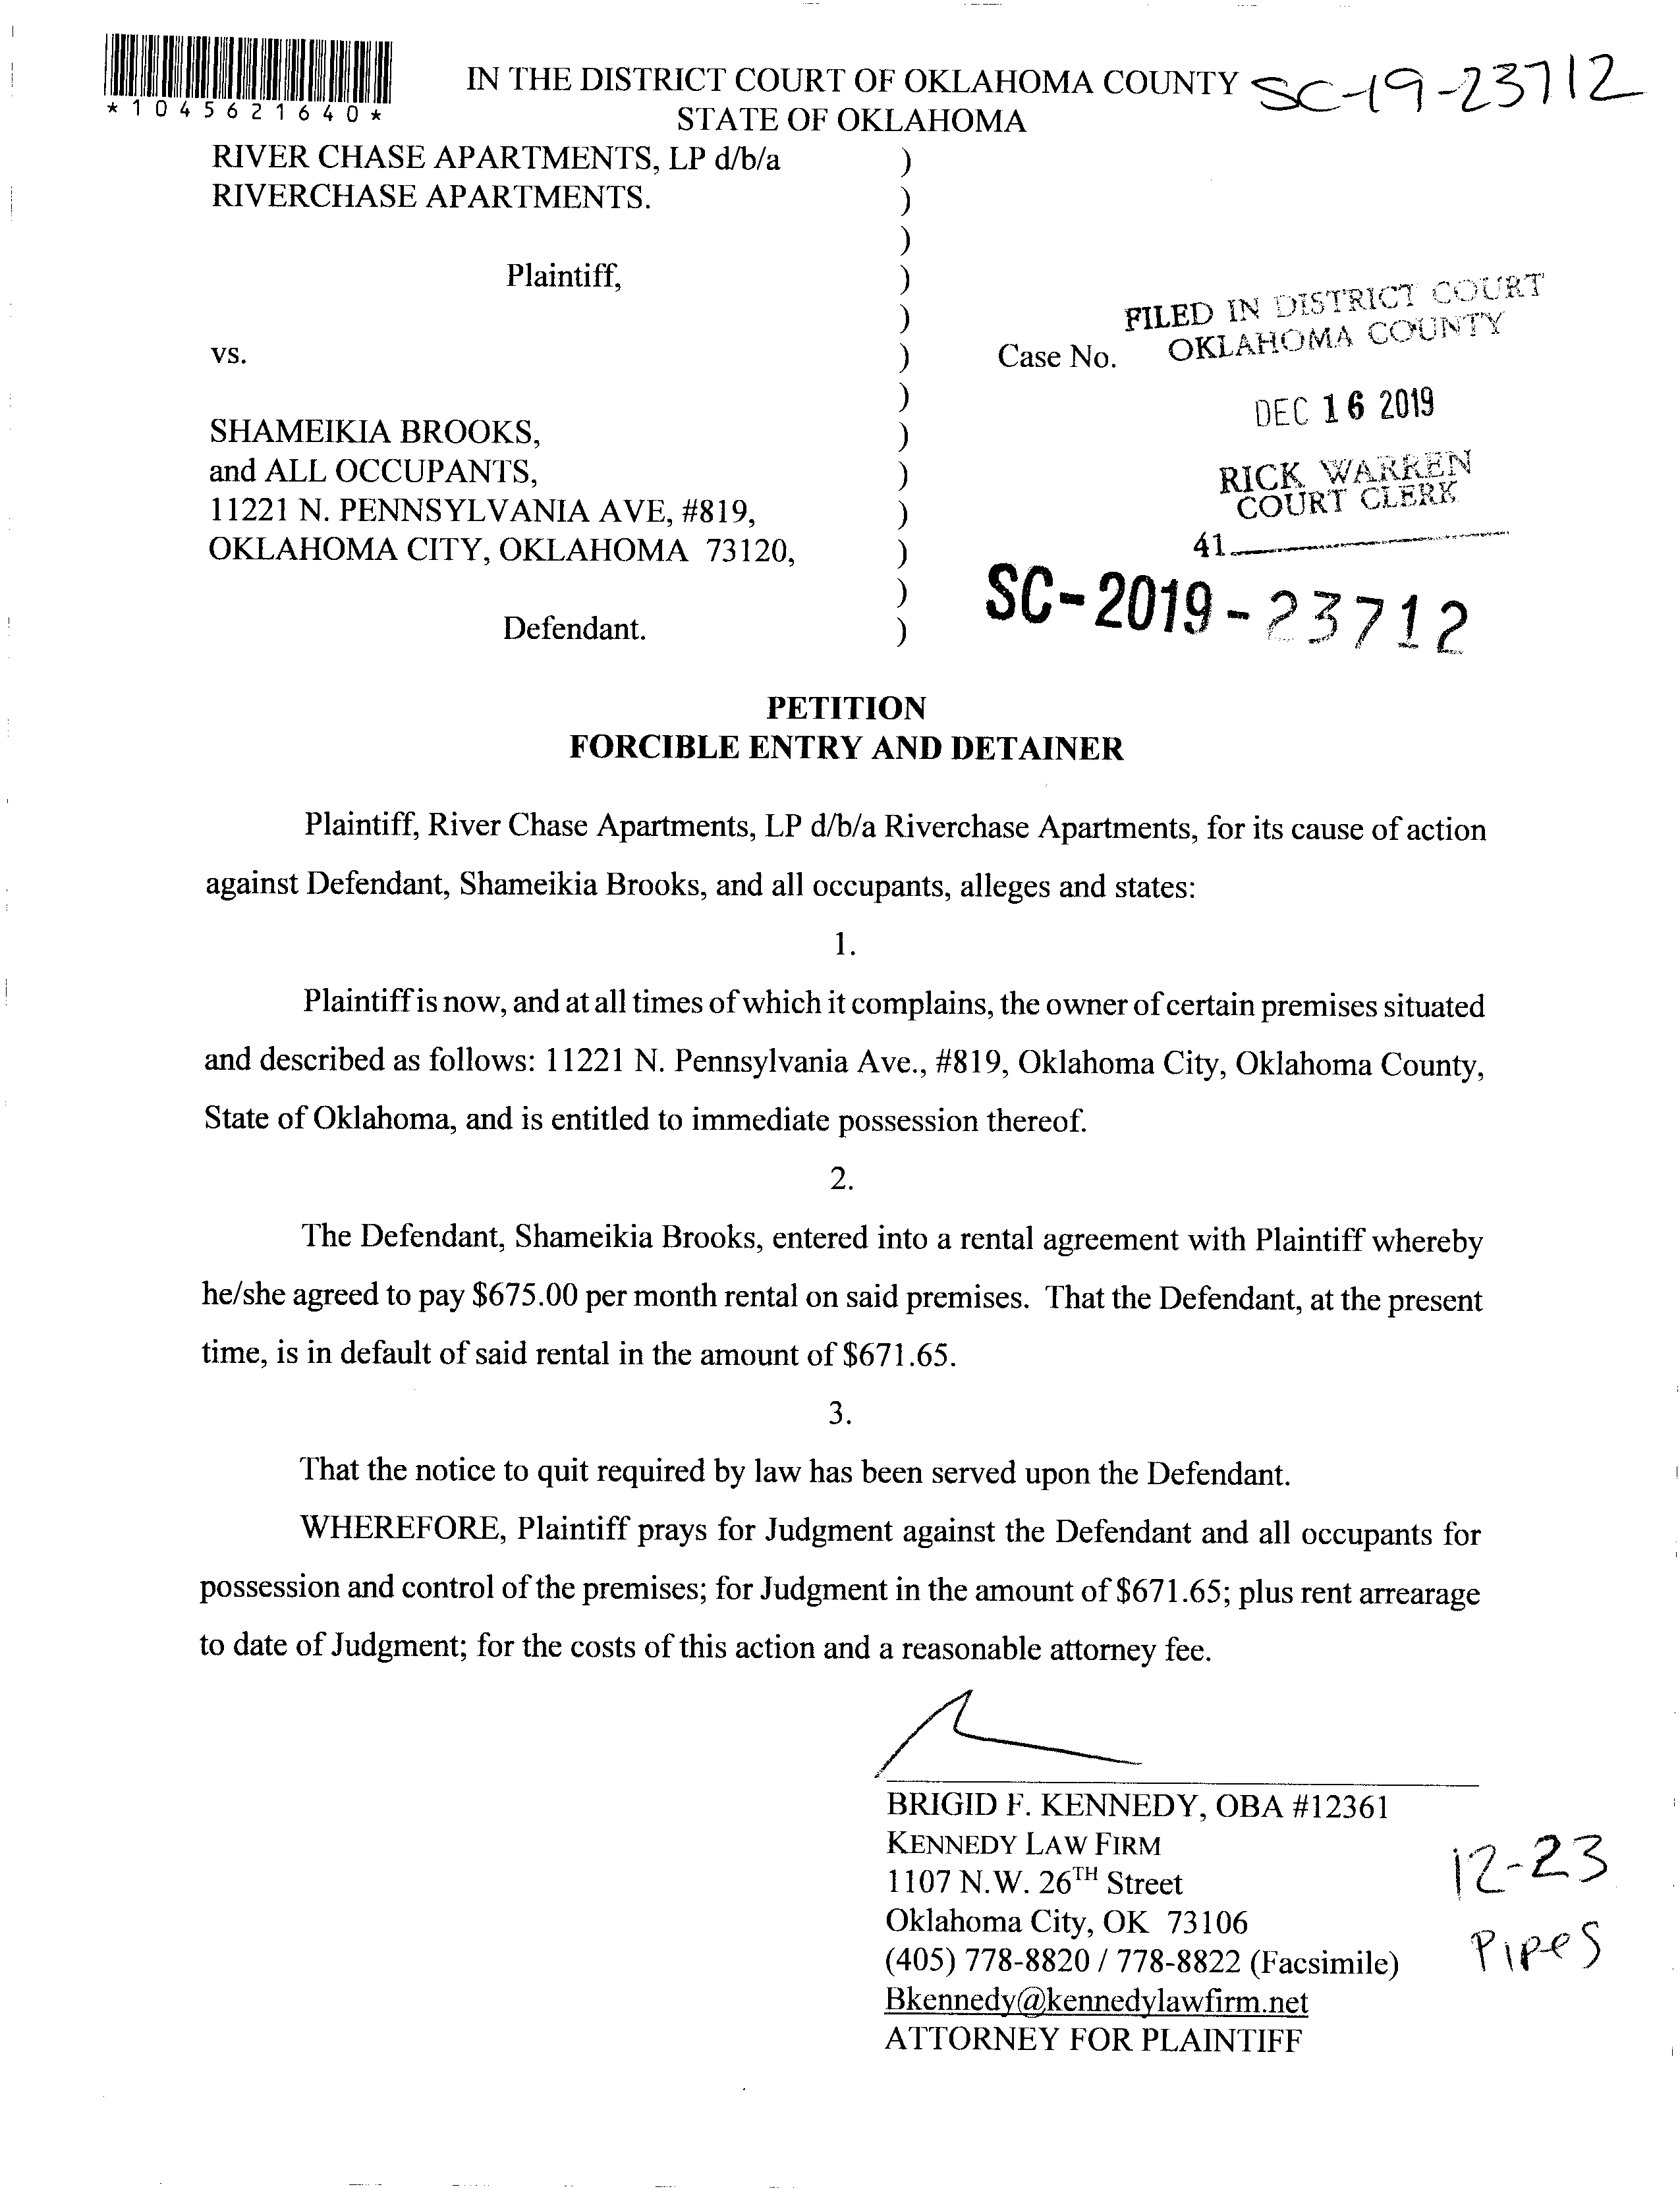 *1045621640*
IN THE DISTRICT COURT OF OKLAHOMA COUNTY SC-19-23712
STATE OF OKLAHOMA
RIVER CHASE APARTMENTS, LP d/b/a )
RIVERCHASE APARTMENTS. )
)
Plaintiff, )
)
vs. ) Case No.
)
SHAMEIKIA BROOKS, )
and ALL OCCUPANTS, )
11221 N. PENNSYLVANIA AVE, #819, )
OKLAHOMA CITY, OKLAHOMA 73120, )
)
Defendant. )
FILED IN DISTRICT COURT
OKLAHOMA COUNTY
DEC 16 2019
RICK WARREN
COURT CLERK
41
SC-2019-23712
PETITION
FORCIBLE ENTRY AND DETAINER
Plaintiff, River Chase Apartments, LP d/b/a Riverchase Apartments, for its cause of action
against Defendant, Shameikia Brooks, and all occupants, alleges and states:
1.
Plaintiff is now, and at all times of which it complains, the owner of certain premises situated
and described as follows: 11221 N. Pennsylvania Ave., #819, Oklahoma City, Oklahoma County,
State of Oklahoma, and is entitled to immediate possession thereof.
2.
The Defendant, Shameikia Brooks, entered into a rental agreement with Plaintiff whereby
he/she agreed to pay $675.00 per month rental on said premises. That the Defendant, at the present
time, is in default of said rental in the amount of $671.65.
3.
That the notice to quit required by law has been served upon the Defendant.
WHEREFORE, Plaintiff prays for Judgment against the Defendant and all occupants for
possession and control of the premises; for Judgment in the amount of $671.65; plus rent arrearage
to date of Judgment; for the costs of this action and a reasonable attorney fee.
BRIGID F. KENNEDY, OBA #12361
KENNEDY LAW FIRM
1107 N.W. 26TH Street
Oklahoma City, OK 73106
(405) 778-8820 / 778-8822 (Facsimile)
Bkennedy@kennedylawfirm.net
ATTORNEY FOR PLAINTIFF
12-23
Pipes